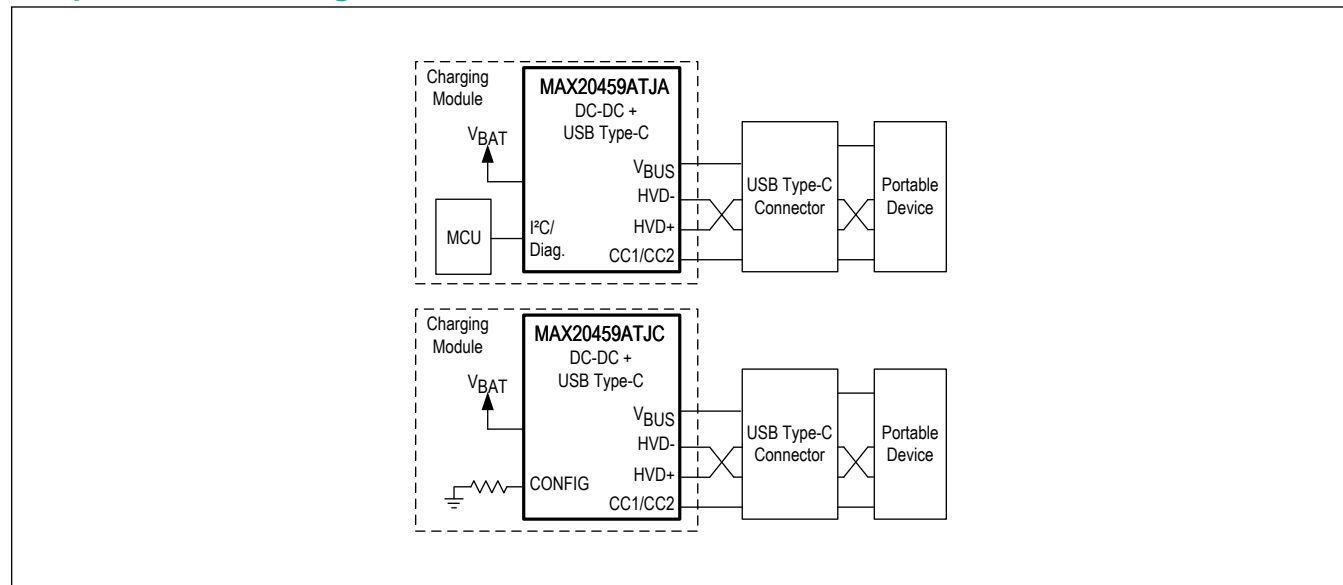 Charging
Module
MAX20459ATJA
DC-DC +
USB Type-C
VBAT
VBUS
HVD-
HVD+
CC1/CC2
MCU
I²C/
Diag.
USB Type-C
Connector
Portable
Device
Charging
Module
MAX20459ATJC
DC-DC +
USB Type-C
VBAT
VBUS
HVD-
HVD+
CC1/CC2
CONFIG
USB Type-C
Connector
Portable
Device